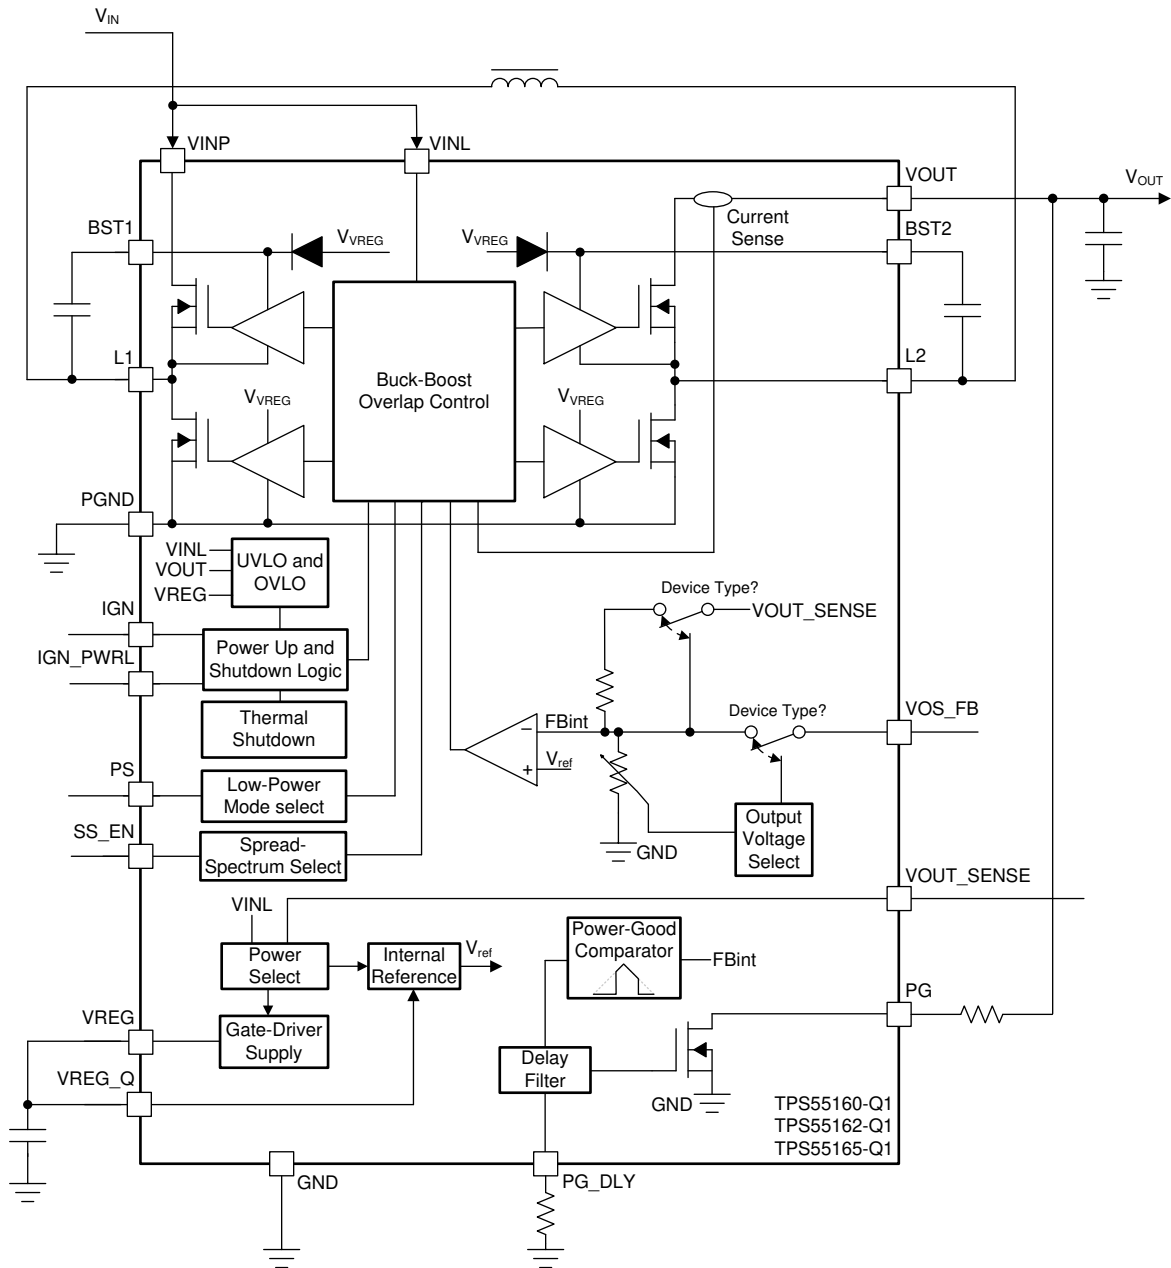 VIN
VINP
VINL
VOUT
VOUT
BST1
VVREG
VVREG
Current
Sense
BST2
L1
Buck-Boost
Overlap Control
L2
VVREG
VVREG
PGND
VINL
VOUT
VREG
UVLO and
OVLO
IGN
Power Up and
Shutdown Logic
IGN_PWRL
Thermal
Shutdown
Device Type?
VOUT_SENSE
FBint
Vref
−
+
Device Type?
VOS_FB
PS
Low-Power
Mode select
SS_EN
Spread-
Spectrum Select
GND
Output
Voltage
Select
VOUT_SENSE
VINL
Power
Select
Internal
Reference
Vref
Power-Good
Comparator
FBint
PG
VREG
Gate-Driver
Supply
VREG_Q
Delay
Filter
GND
TPS55160-Q1
TPS55162-Q1
TPS55165-Q1
GND
PG_DLY